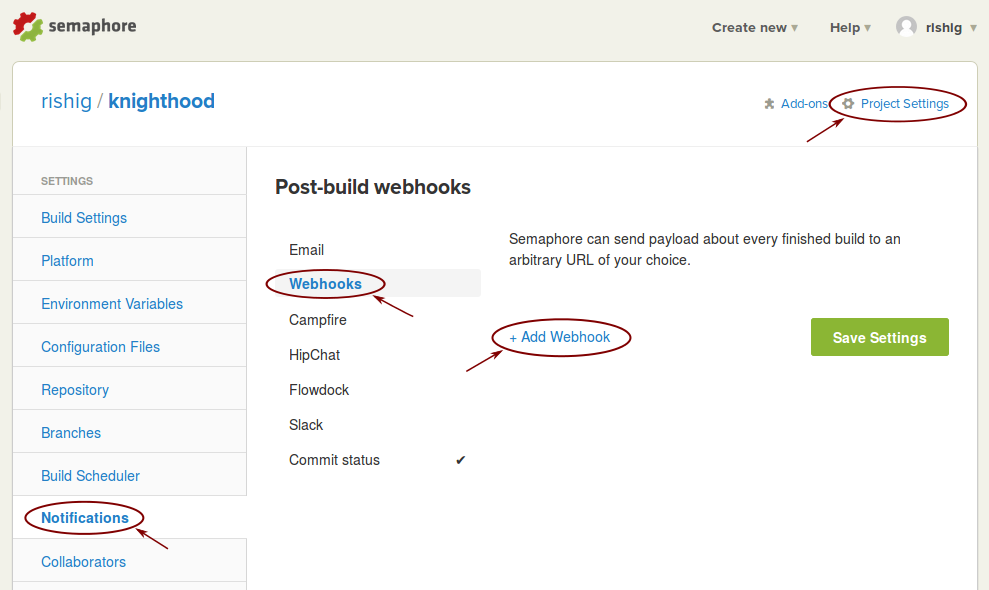 semaphore
Create new ▾ Help ▾ rishig ▾
rishig / knighthood
Add-ons Project Settings
SETTINGS
Build Settings
Platform
Environment Variables
Configuration Files
Repository
Branches
Build Scheduler
Notifications
Collaborators
Post-build webhooks
Email
Webhooks
Campfire
HipChat
Flowdock
Slack
Commit status ✔
Semaphore can send payload about every finished build to an
arbitrary URL of your choice.
+ Add Webhook
Save Settings